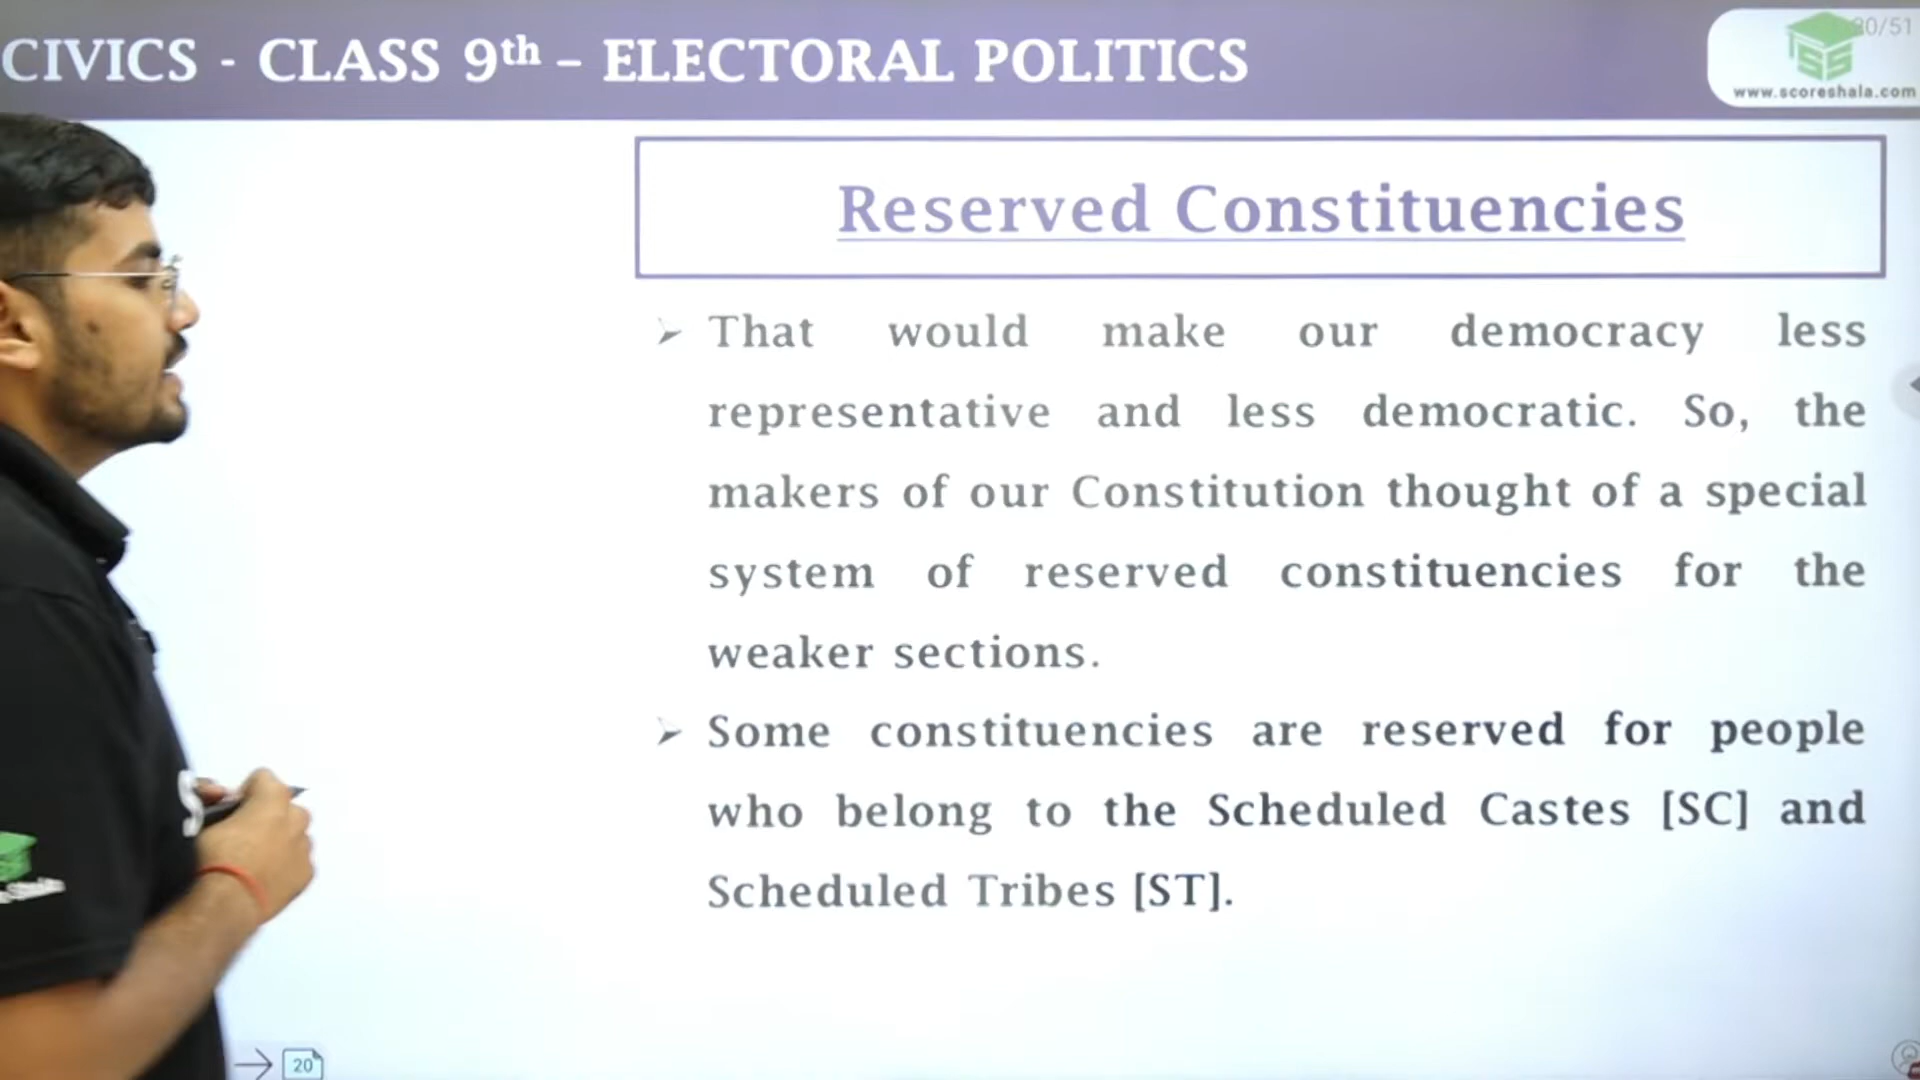 CIVICS - CLASS 9th – ELECTORAL POLITICS
/51
www.scoreshala.com
Reserved Constituencies
➢ That would make our democracy less
representative and less democratic. So, the
makers of our Constitution thought of a special
system of reserved constituencies for the
weaker sections.
➢ Some constituencies are reserved for people
who belong to the Scheduled Castes [SC] and
Scheduled Tribes [ST].
20